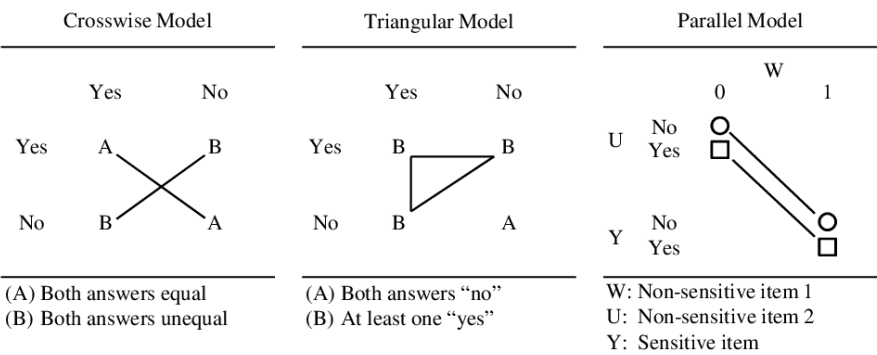 Crosswise Model
Yes No
Yes A B
No B A
(A) Both answers equal
(B) Both answers unequal
Triangular Model
Yes No
Yes B B
No B A
(A) Both answers “no”
(B) At least one “yes”
Parallel Model
W
0 1
U No
Yes
Y No
Yes
W: Non-sensitive item 1
U: Non-sensitive item 2
Y: Sensitive item